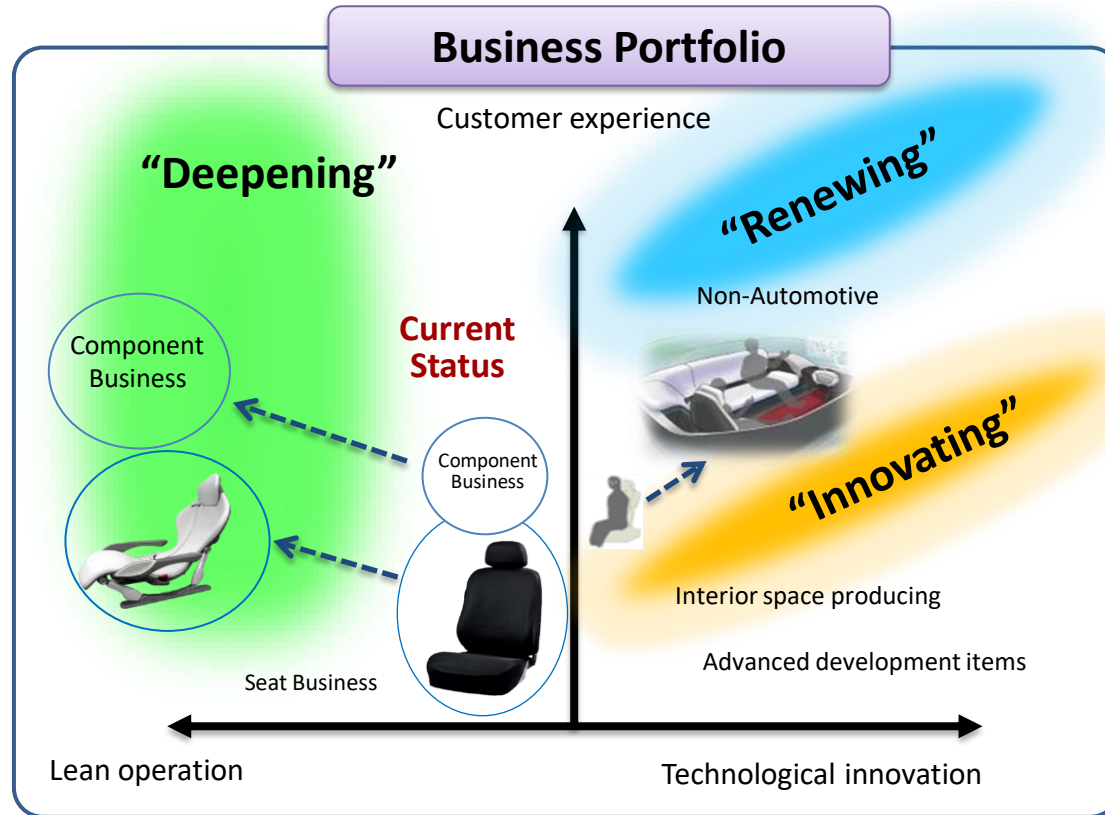 Business Portfolio
Customer experience
“Deepening”
“Renewing”
Non-Automotive
Current
Status
Component
Business
Component
Business
“Innovating”
Interior space producing
Advanced development items
Seat Business
Lean operation
Technological innovation